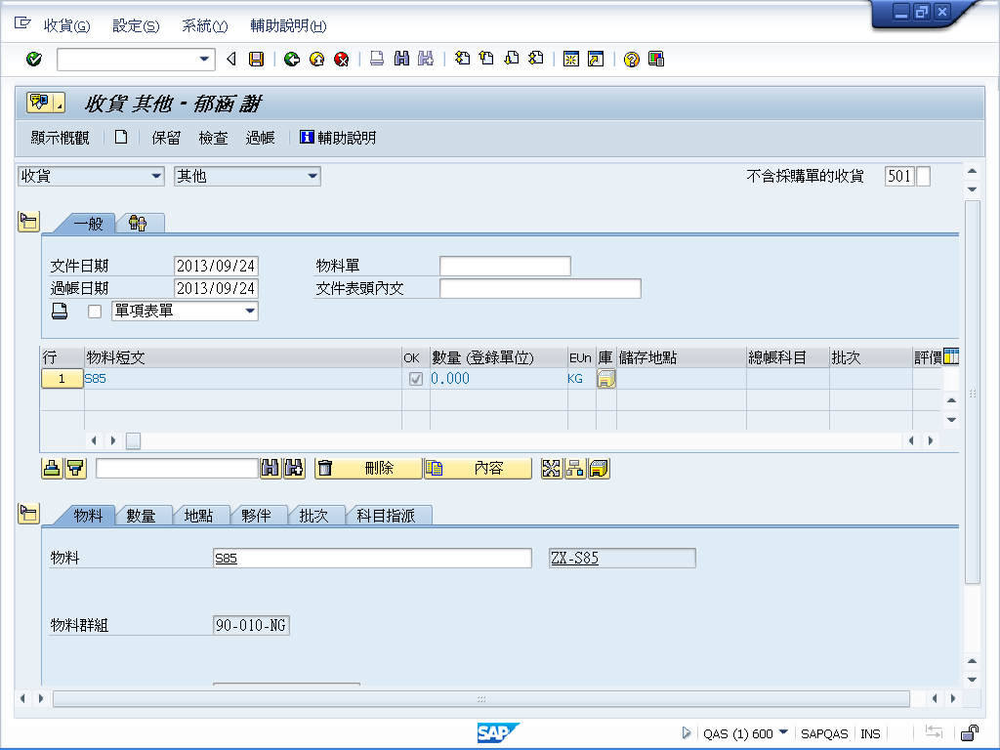 收貨(G) 設定(S) 系統(Y) 輔助說明(H)
收貨 其他 - 郁涵 謝
顯示概觀 保留 檢查 過帳 輔助說明
收貨 其他 不含採購單的收貨 501
一般
文件日期 2013/09/24 物料單
過帳日期 2013/09/24 文件表頭內文
單項表單
行 物料短文 OK 數量 (登錄單位) EUn 庫 儲存地點 總帳科目 批次 評價
1 S85 0.000 KG
刪除 內容
物料 數量 地點 夥伴 批次 科目指派
物料 S85 ZX-S85
物料群組 90-010-NG
SAP QAS (1) 600 SAPQAS INS